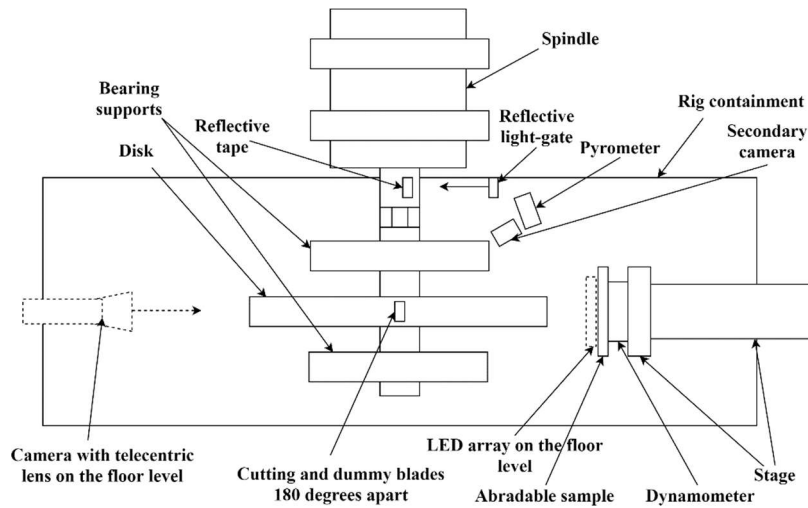 Spindle
Bearing
supports
Rig containment
Reflective
tape
Reflective
light-gate
Secondary
camera
Disk
Pyrometer
Camera with telecentric
lens on the floor level
Cutting and dummy blades
180 degrees apart
LED array on the floor
level
Abradable sample
Dynamometer
Stage